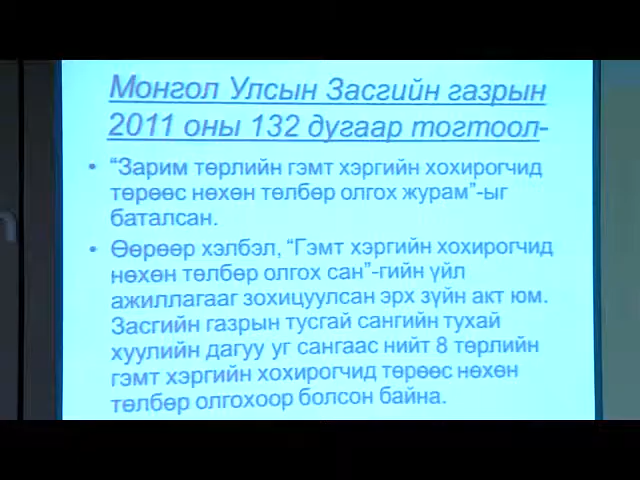 Монгол Улсын Засгийн газрын
2011 оны 132 дугаар тогтоол-
• “Зарим төрлийн гэмт хэргийн хохирогчид
төрөөс нөхөн төлбөр олгох журам”-ыг
баталсан.
• Өөрөөр хэлбэл, “Гэмт хэргийн хохирогчид
нөхөн төлбөр олгох сан”-гийн үйл
ажиллагааг зохицуулсан эрх зүйн акт юм.
Засгийн газрын тусгай сангийн тухай
хуулийн дагуу уг сангаас нийт 8 төрлийн
гэмт хэргийн хохирогчид төрөөс нөхөн
төлбөр олгохоор болсон байна.